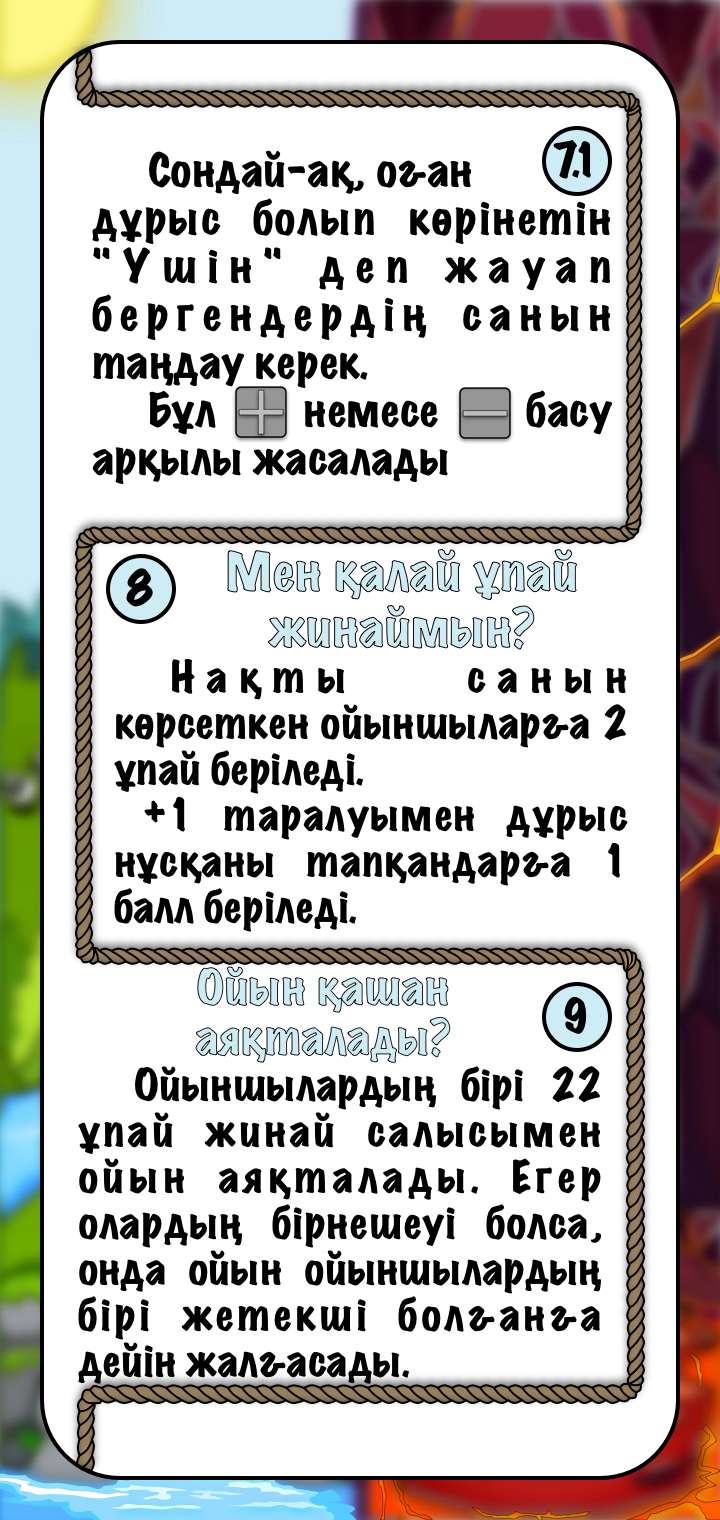 7.1
Сондай-ақ, оған
дұрыс болып көрінетін
"Үшін" деп жауап
бергендердің санын
таңдау керек.
Бұл + немесе − басу
арқылы жасалады
8
Мен қалай ұпай
жинаймын?
Нақты санын
көрсеткен ойыншыларға 2
ұпай беріледі.
+1 таралуымен дұрыс
нұсқаны тапқандарға 1
балл беріледі.
Ойын қашан
аяқталады?
9
Ойыншылардың бірі 22
ұпай жинай салысымен
ойын аяқталады. Егер
олардың бірнешеуі болса,
онда ойын ойыншылардың
бірі жетекші болғанға
дейін жалғасады.